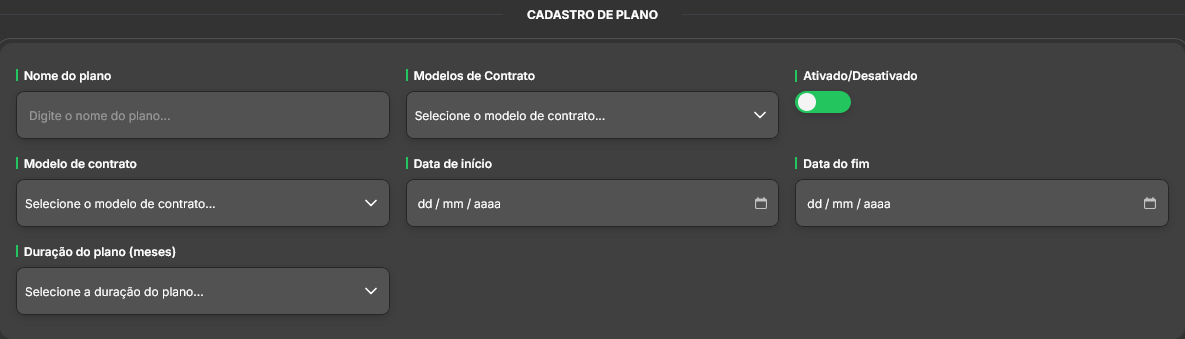 CADASTRO DE PLANO
Nome do plano
Modelos de Contrato
Ativado/Desativado
Digite o nome do plano...
Selecione o modelo de contrato...
Modelo de contrato
Data de início
Data do fim
Selecione o modelo de contrato...
dd / mm / aaaa
dd / mm / aaaa
Duração do plano (meses)
Selecione a duração do plano...